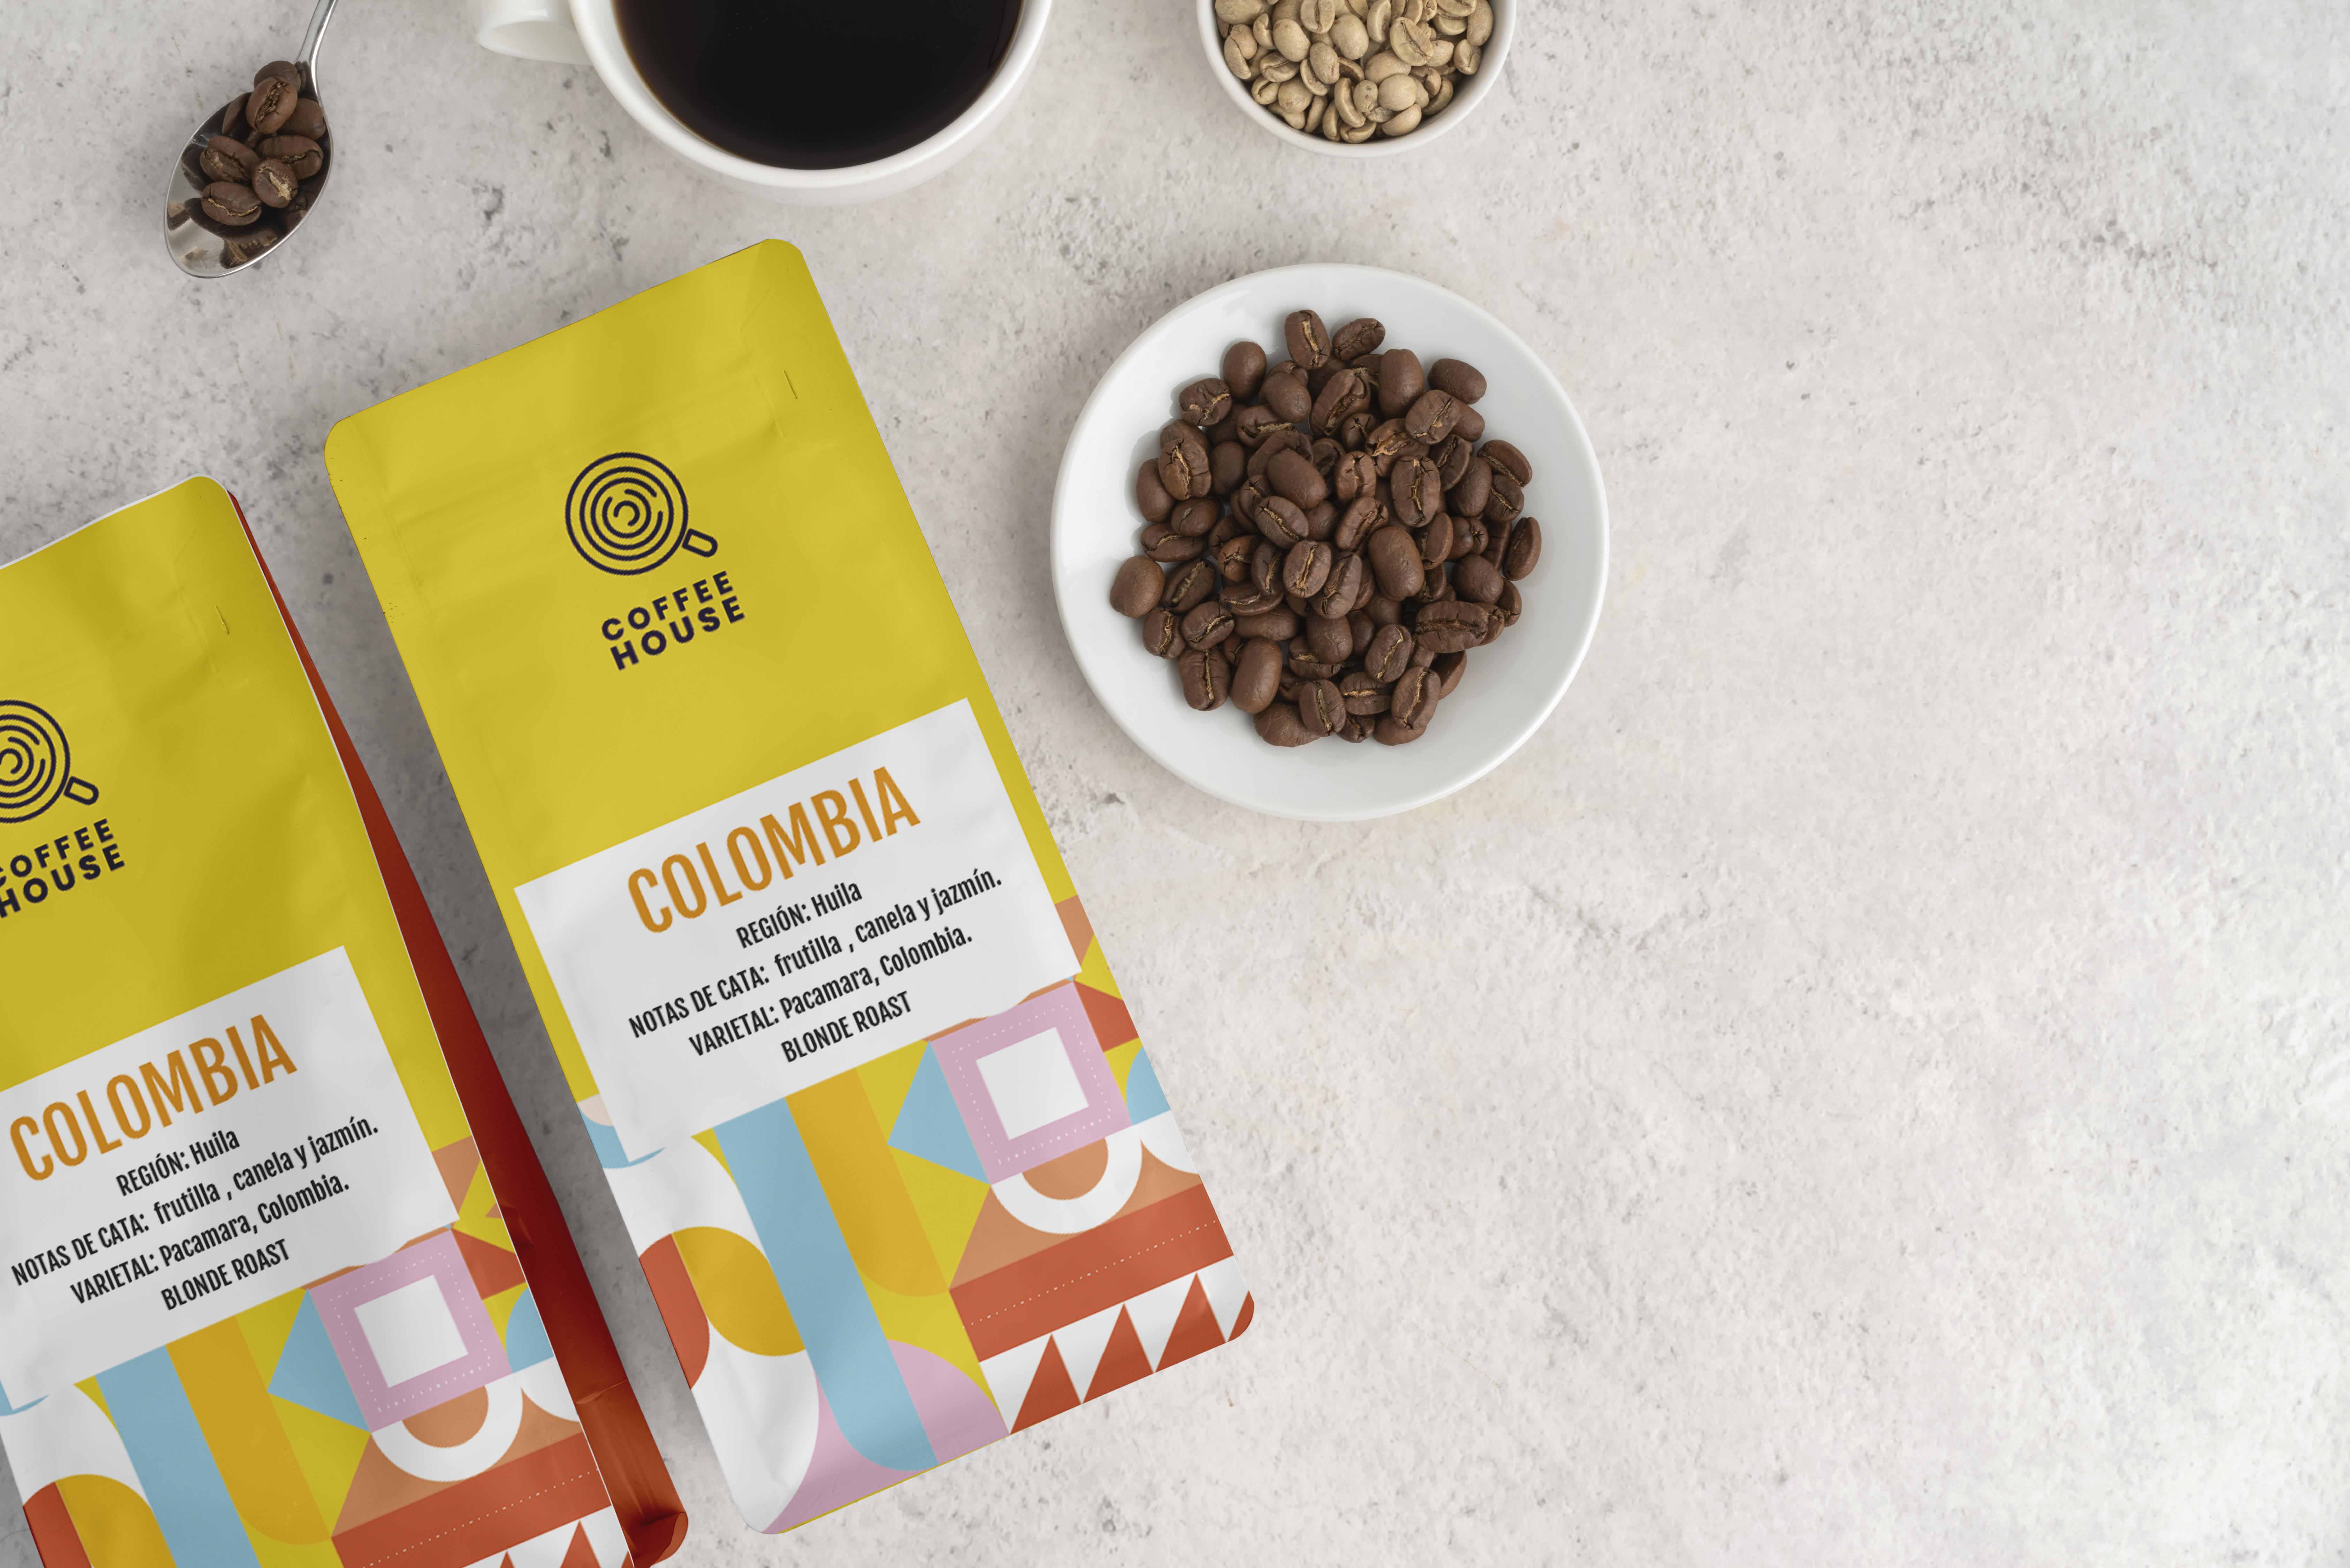 COFFEE
HOUSE
COLOMBIA
REGIÓN: Huila
NOTAS DE CATA: frutilla , canela y jazmín.
VARIETAL: Pacamara, Colombia.
BLONDE ROAST
COFFEE
HOUSE
COLOMBIA
REGIÓN: Huila
NOTAS DE CATA: frutilla , canela y jazmín.
VARIETAL: Pacamara, Colombia.
BLONDE ROAST